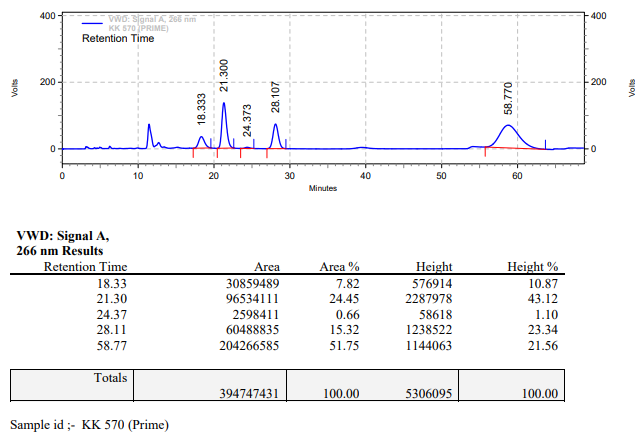 VWD: Signal A, 266 nm
KK 570 (PRIME)
Retention Time
400
200
0
Volts
400
200
0
Volts
18.333
21.300
24.373
28.107
58.770
0 10 20 30 40 50 60
Minutes
VWD: Signal A,
266 nm Results
Retention Time Area Area % Height Height %
18.33 30859489 7.82 576914 10.87
21.30 96534111 24.45 2287978 43.12
24.37 2598411 0.66 58618 1.10
28.11 60488835 15.32 1238522 23.34
58.77 204266585 51.75 1144063 21.56
Totals
394747431 100.00 5306095 100.00
Sample id ;- KK 570 (Prime)